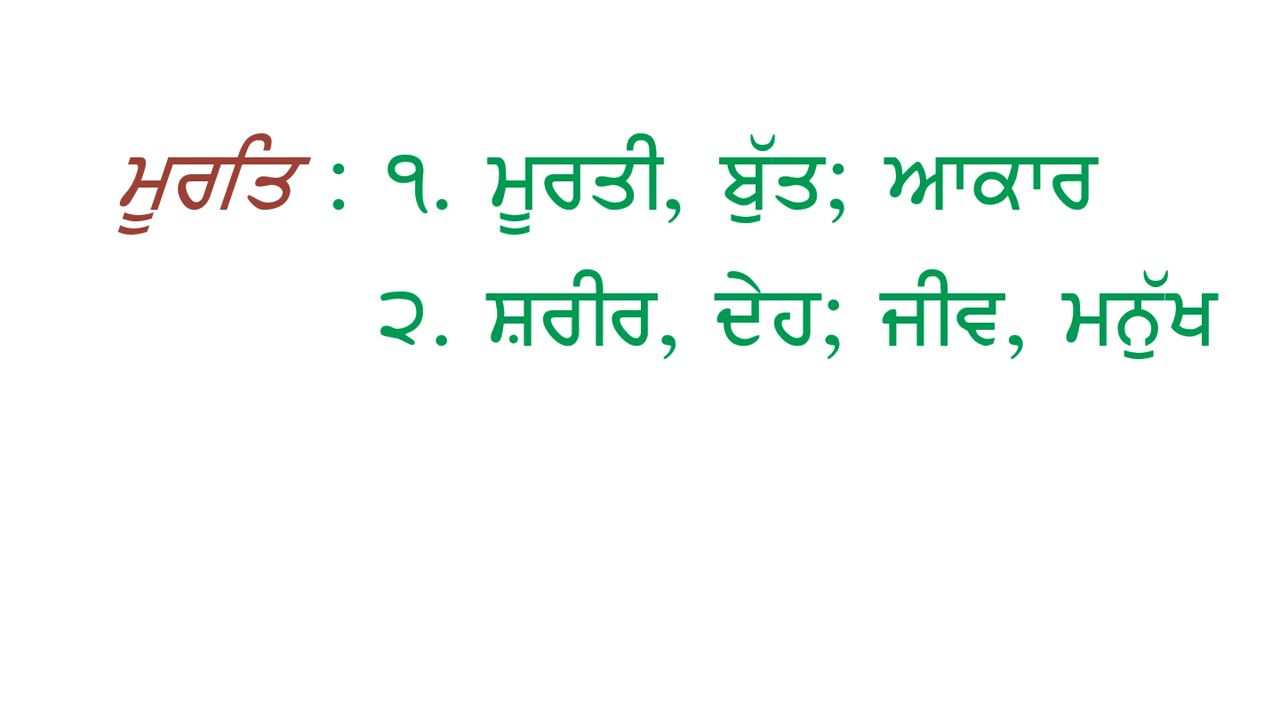 ਮੂਰਤਿ : ੧. ਮੂਰਤੀ, ਬੁੱਤ; ਆਕਾਰ
੨. ਸ਼ਰੀਰ, ਦੇਹ; ਜੀਵ, ਮਨੁੱਖ